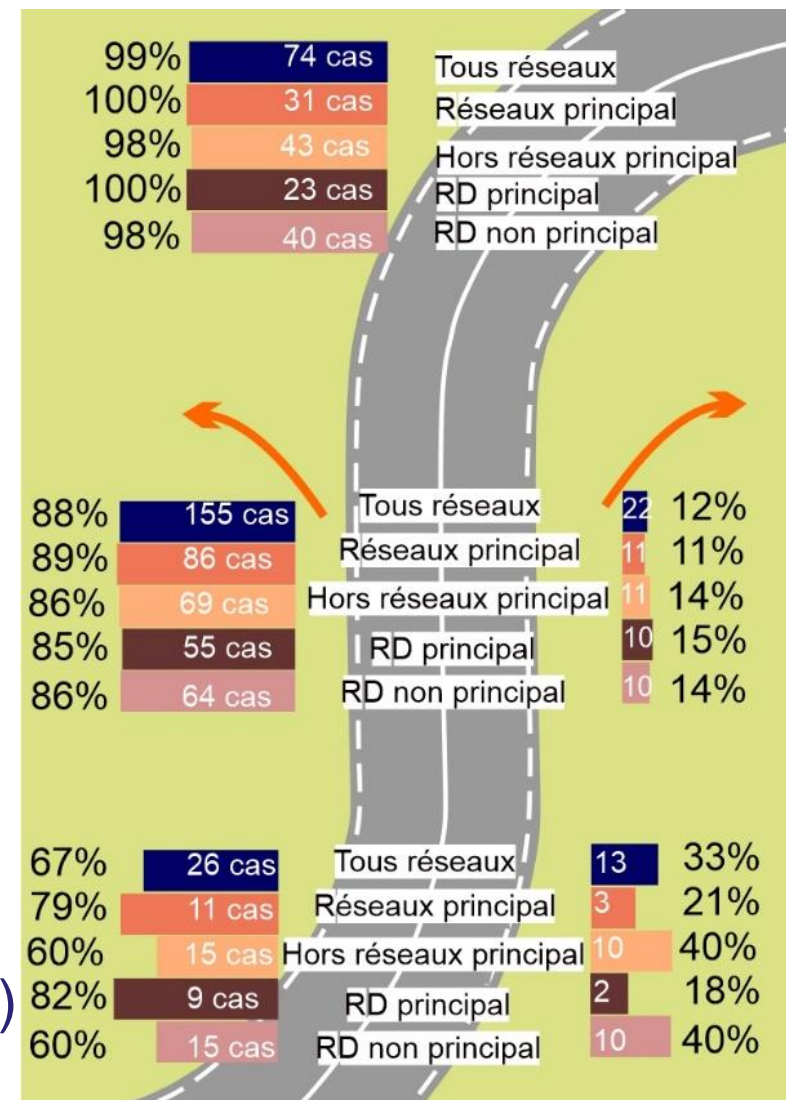 99% 74 cas Tous réseaux
100% 31 cas Réseaux principal
98% 43 cas Hors réseaux principal
100% 23 cas RD principal
98% 40 cas RD non principal
88% 155 cas Tous réseaux 22 12%
89% 86 cas Réseaux principal 11 11%
86% 69 cas Hors réseaux principal 11 14%
85% 55 cas RD principal 10 15%
86% 64 cas RD non principal 10 14%
67% 26 cas Tous réseaux 13 33%
79% 11 cas Réseaux principal 3 21%
60% 15 cas Hors réseaux principal 10 40%
) 82% 9 cas RD principal 2 18%
60% 15 cas RD non principal 10 40%